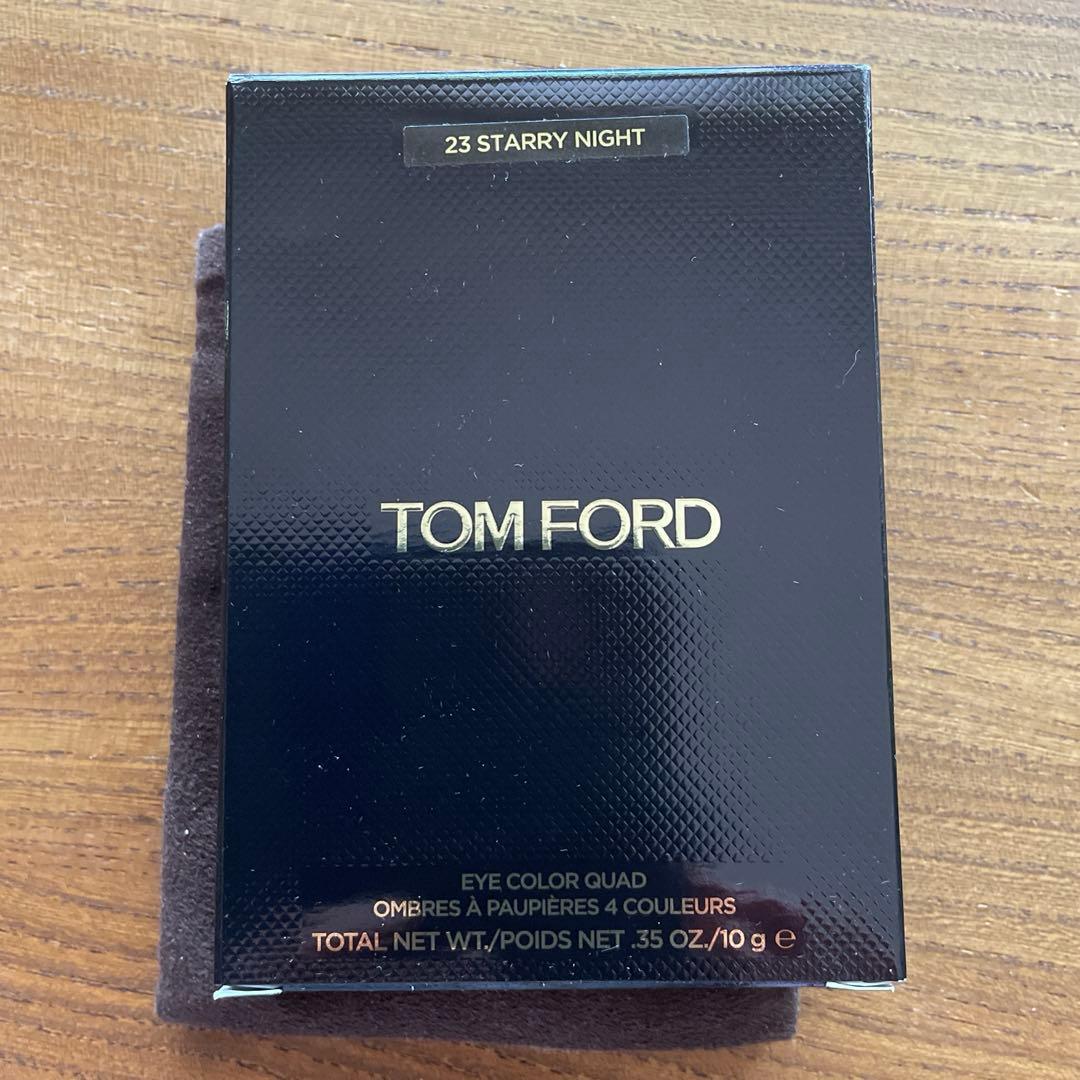 23 STARRY NIGHT
TOM FORD
EYE COLOR QUAD
OMBRES À PAUPIÈRES 4 COULEURS
TOTAL NET WT./POIDS NET .35 OZ./10 g ℮